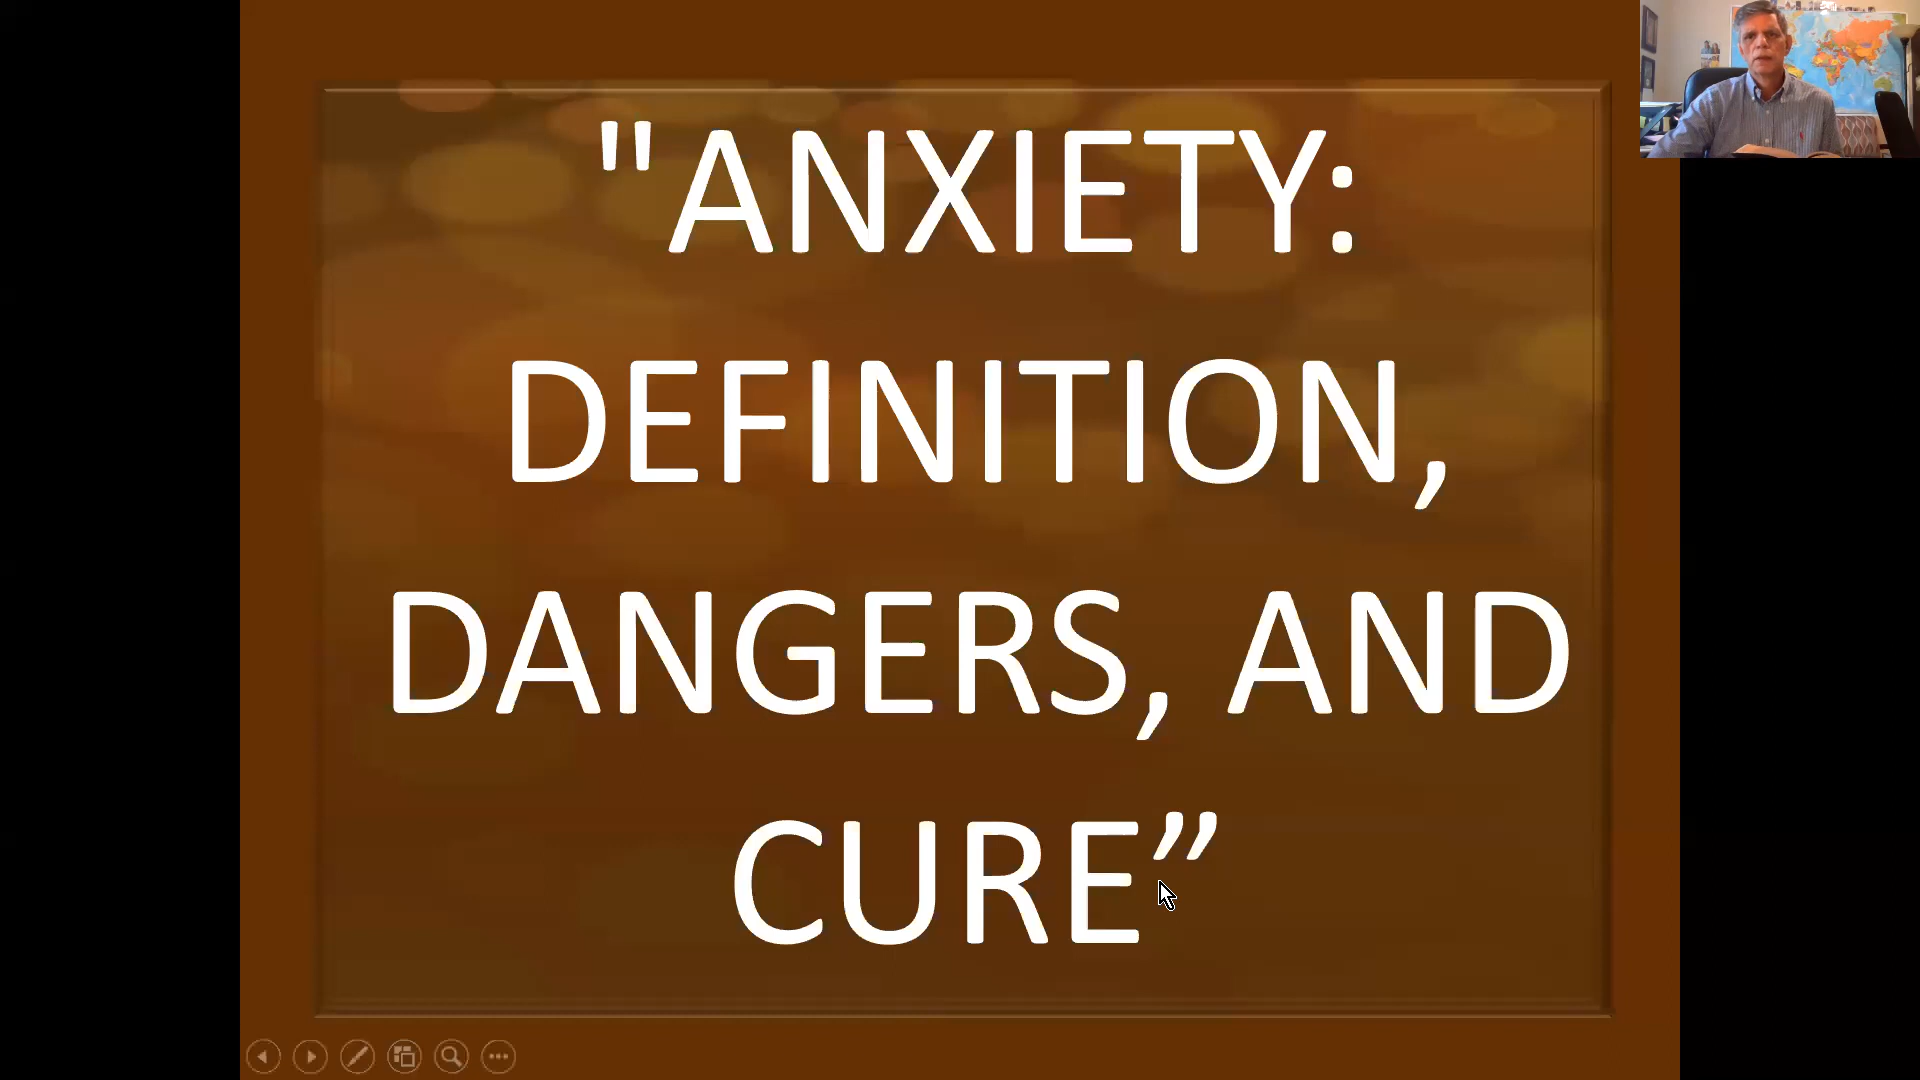 "ANXIETY:
DEFINITION,
DANGERS, AND
CURE”